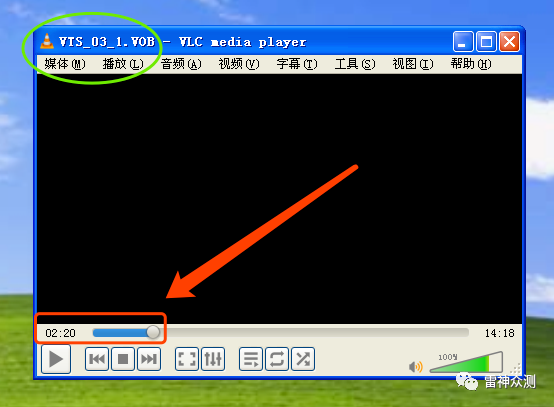 VTS_03_1.VOB - VLC media player
媒体(M) 播放(L) 音频(A) 视频(V) 字幕(T) 工具(S) 视图(I) 帮助(H)
02:20 14:18
100%
雷神众测